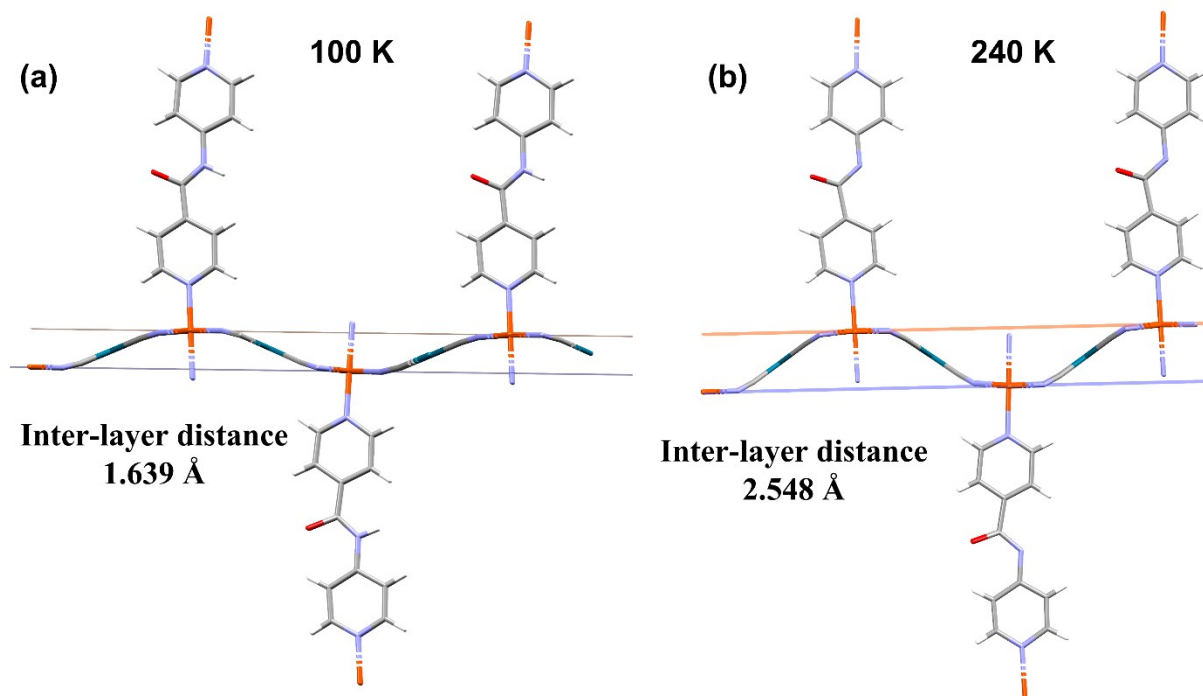 (a)
100 K
Inter-layer distance
1.639 Å
(b)
240 K
Inter-layer distance
2.548 Å